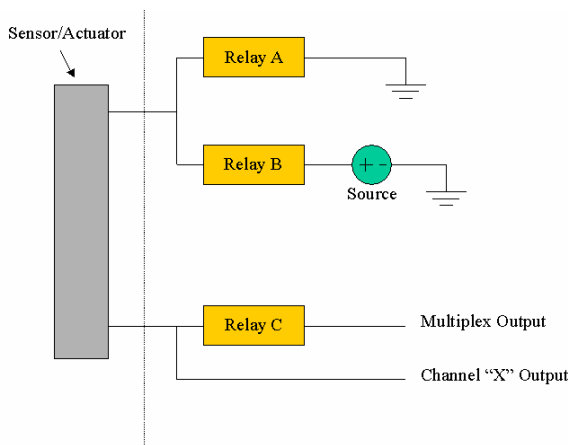 Sensor/Actuator
Relay A
Relay B
+ -
Source
Relay C
Multiplex Output
Channel “X” Output